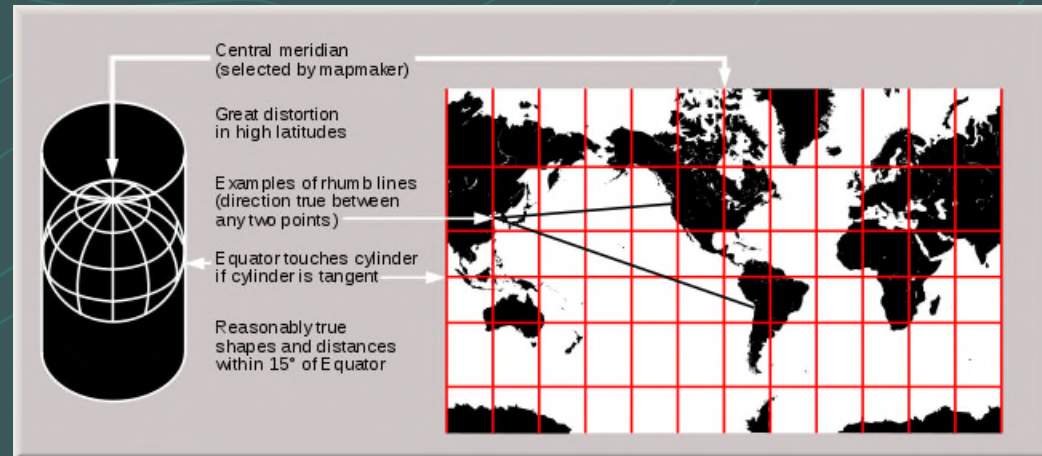 Central meridian
(selected by mapmaker)
Great distortion
in high latitudes
Examples of rhumb lines
(direction true between
any two points)
Equator touches cylinder
if cylinder is tangent
Reasonably true
shapes and distances
within 15° of Equator